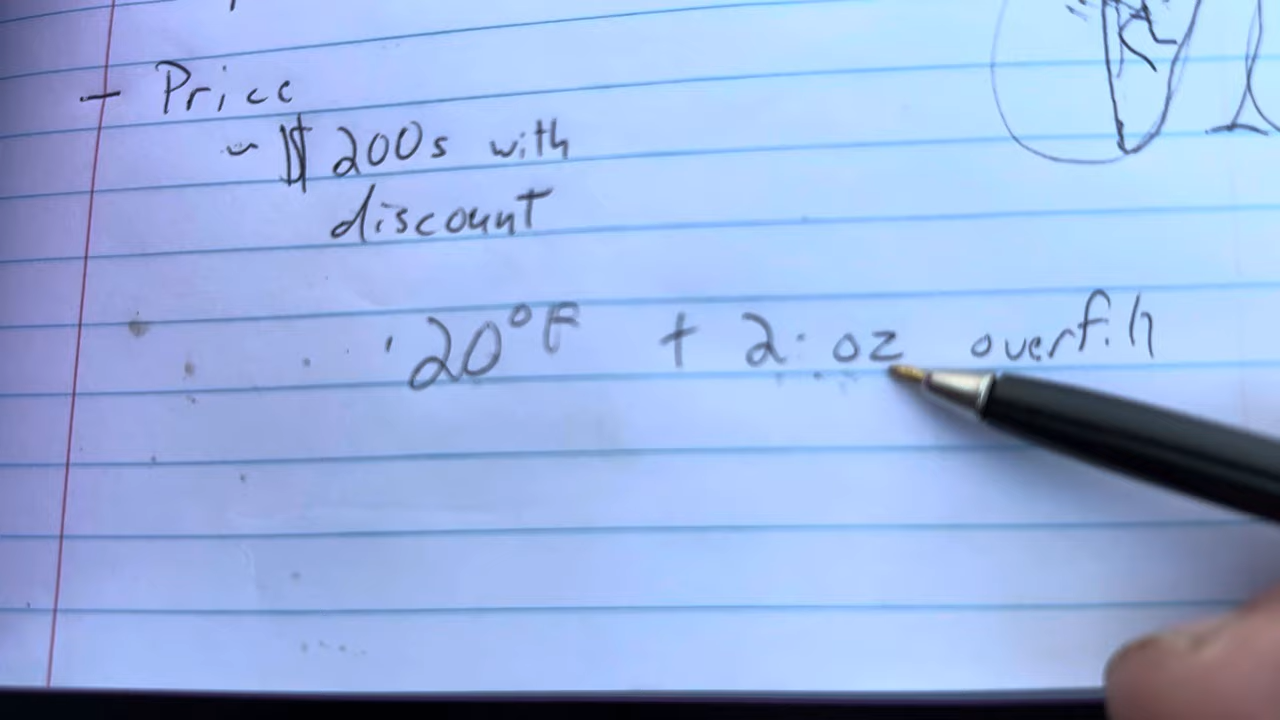 - Price
~ $200s with
discount
20°F + 2 oz overfill